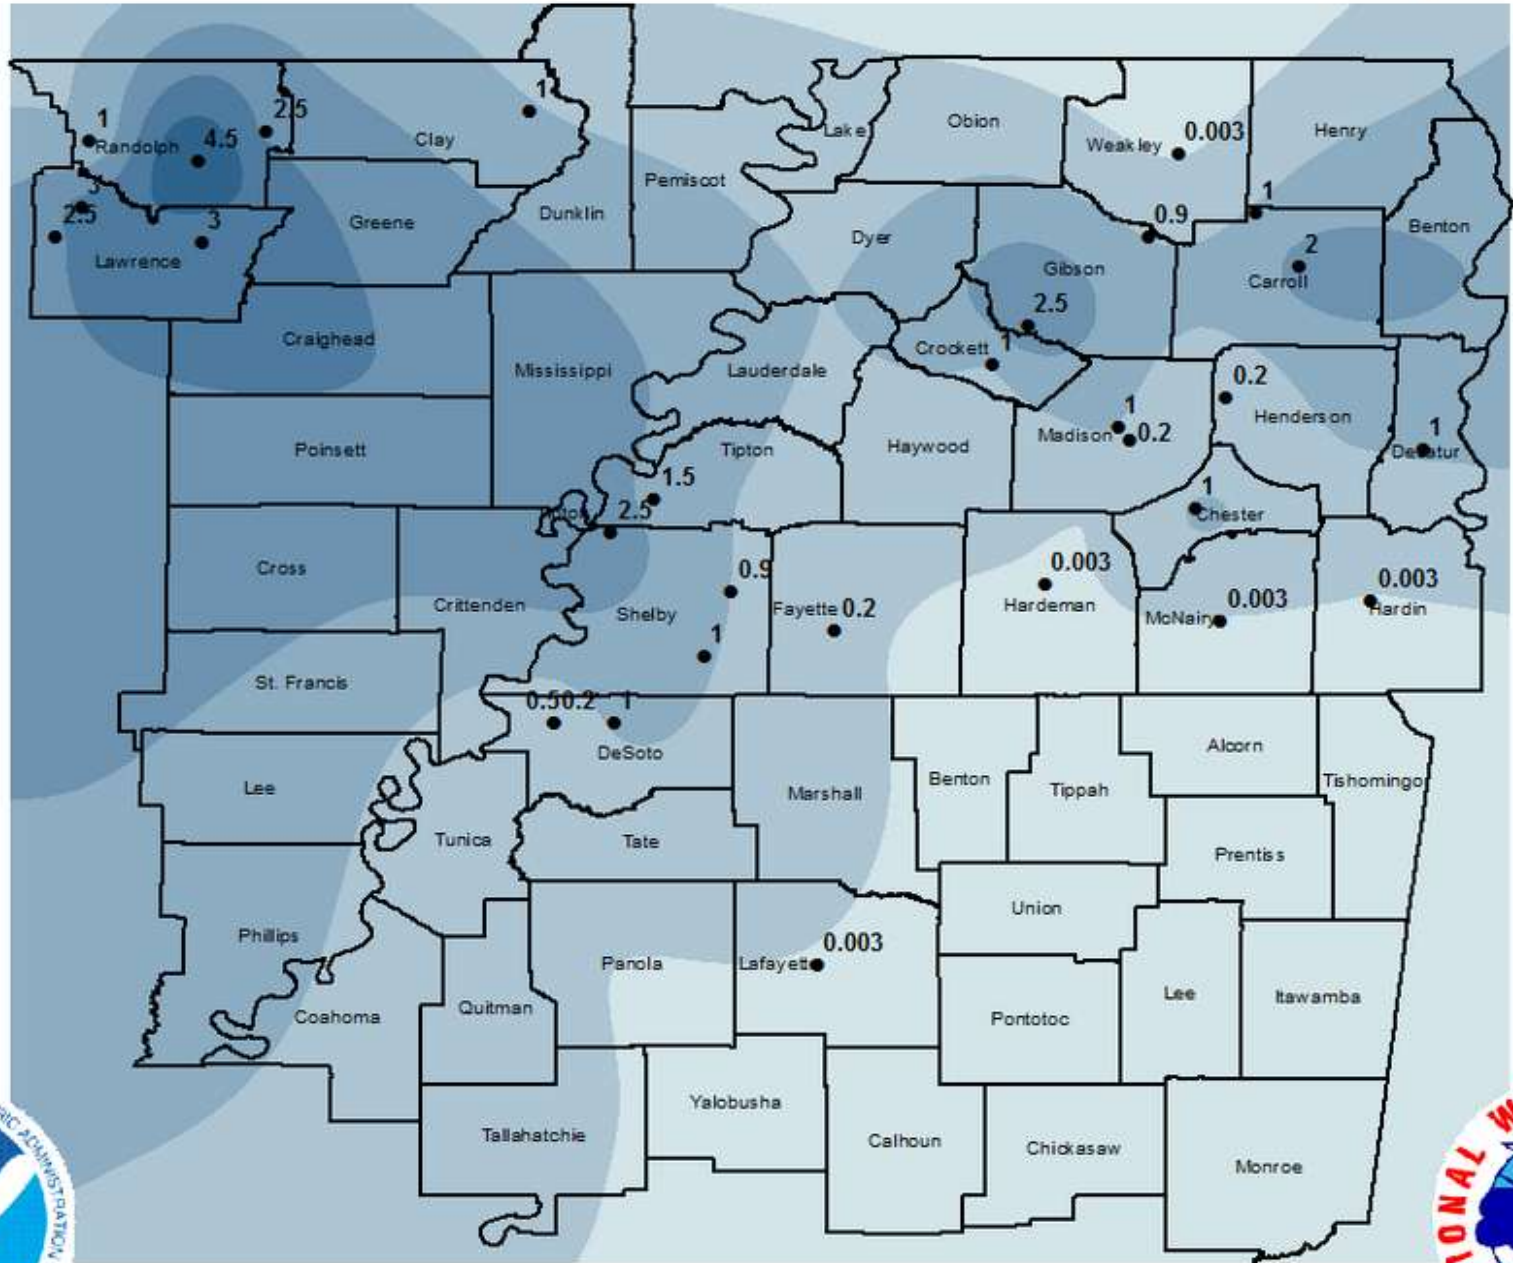 1
2.5
1
Randolph
4.5
Clay
Lake
Obion
Weakley
0.003
Henry
3
2.5
3
Lawrence
Greene
Dunklin
Pemiscot
Dyer
0.9
1
Gibson
2
Carroll
Benton
2.5
Craighead
Mississippi
Lauderdale
Crockett
1
0.2
Henderson
Poinsett
Tipton
Haywood
Madison
1
0.2
1
Decatur
1.5
2.5
1
Chester
Cross
Crittenden
Shelby
0.9
Fayette
0.2
0.003
Hardeman
0.003
McNairy
0.003
Hardin
1
St. Francis
0.50.2
1
DeSoto
Lee
Tunica
Tate
Marshall
Benton
Tippah
Alcorn
Tishomingo
Prentiss
Phillips
Coahoma
Quitman
Panola
Lafayette
0.003
Union
Pontotoc
Lee
Itawamba
Tallahatchie
Yalobusha
Calhoun
Chickasaw
Monroe
RIC ADMINISTRATION
IONAL W